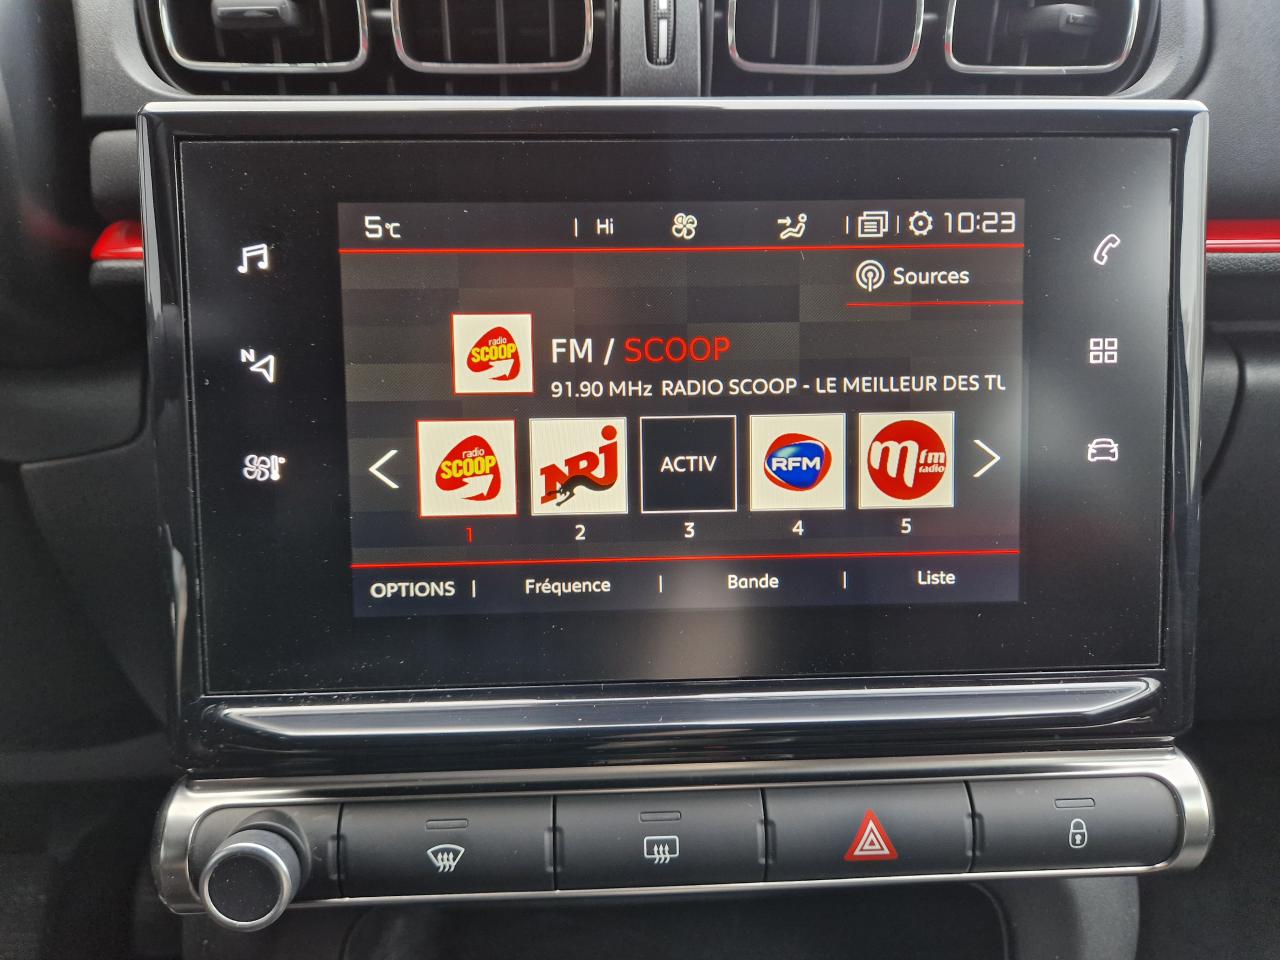 5°C | Hi | | 10:23
Sources
radio SCOOP
FM / SCOOP
91.90 MHz RADIO SCOOP - LE MEILLEUR DES TU
N
radio SCOOP NRJ ACTIV RFM M fm radio
1 2 3 4 5
OPTIONS | Fréquence | Bande | Liste